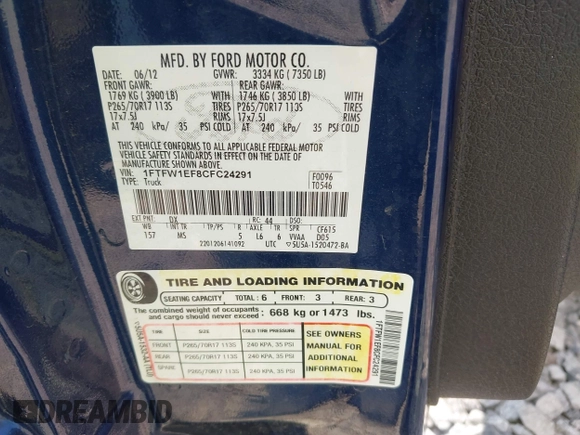 MFD. BY FORD MOTOR CO.
DATE: 06/12 GVWR: 3334 KG ( 7350 LB)
FRONT GAWR: REAR GAWR:
1769 KG ( 3900 LB) WITH 1746 KG ( 3850 LB) WITH
P265/70R17 113S TIRES P265/70R17 113S TIRES
17x7.5J RIMS 17x7.5J RIMS
AT 240 kPa/ 35 PSI COLD AT 240 kPa/ 35 PSI COLD
THIS VEHICLE CONFORMS TO ALL APPLICABLE FEDERAL MOTOR
VEHICLE SAFETY AND THEFT PREVENTION STANDARDS IN EFFECT ON THE DATE OF MANUFACTURE
SHOWN ABOVE.
VIN: 1FTFW1EF8CFC24291 F0096
TYPE: Truck T0546
EXT PNT: DX RC: 44 DSO:
WB INT TR TP/PS R AXLE TR SPR CF615
157 MS 5 L6 6 VVAA D05
2201206141092 UTC 5U5A-1520472-BA
TIRE AND LOADING INFORMATION
SEATING CAPACITY TOTAL : 6 FRONT: 3 REAR: 3
The combined weight of occupants and cargo should never exceed : 668 kg or 1473 lbs.
TIRE SIZE COLD TIRE PRESSURE
FRONT P265/70R17 113S 240 KPA, 35 PSI
REAR P265/70R17 113S 240 KPA, 35 PSI
SPARE P265/70R17 113S 240 KPA, 35 PSI
SEE OWNERS
MANUAL FOR
ADDITIONAL
INFORMATION
1FTFW1EF8CFC24291
DREAMBID